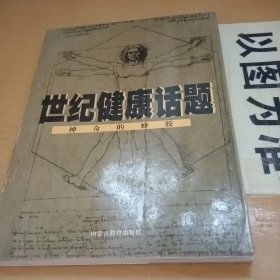 世纪健康话题
神奇的蜂胶
内蒙古教育出版社
以图为准